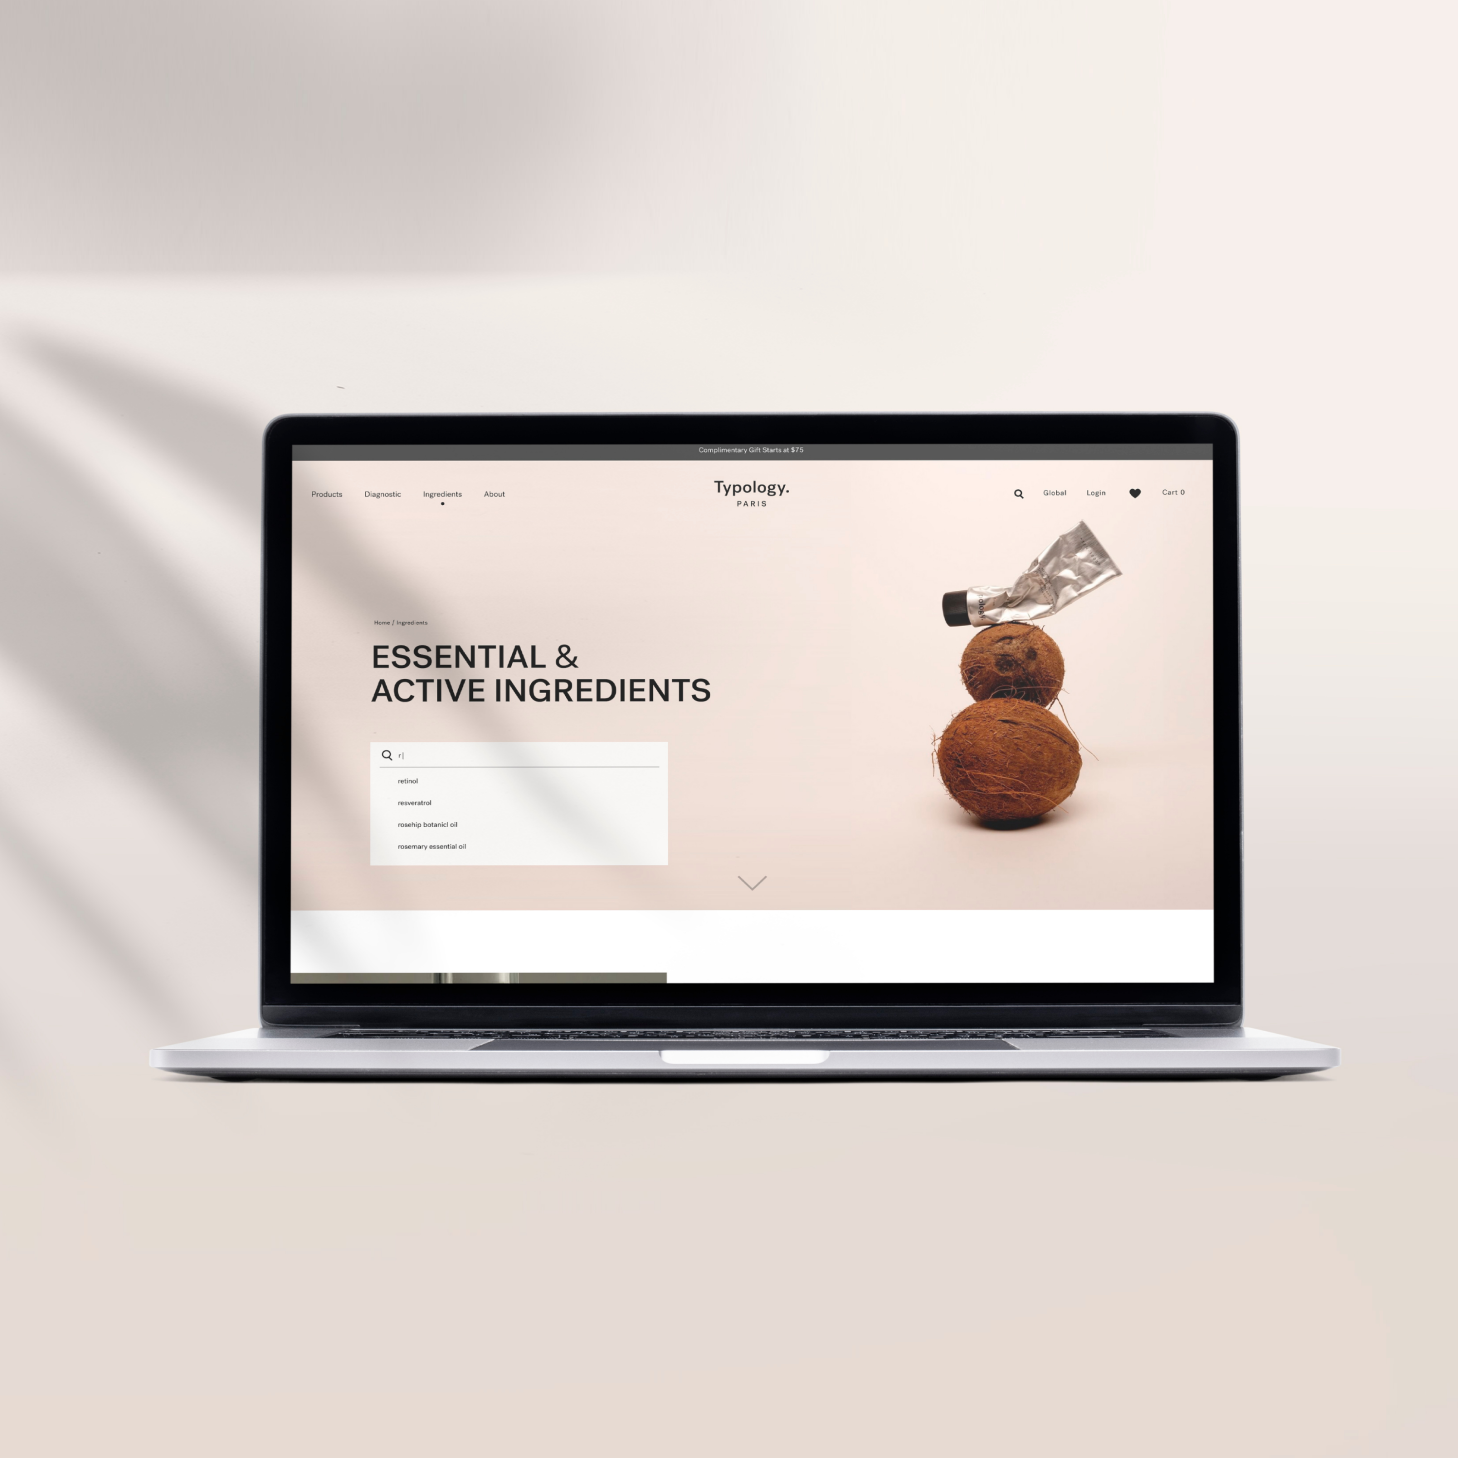 Complimentary Gift Starts at $75
Products Diagnostic Ingredients About
Typology.
PARIS
Global Login Cart 0
Home / Ingredients
ESSENTIAL &
ACTIVE INGREDIENTS
r|
retinol
resveratrol
rosehip botanicl oil
rosemary essential oil